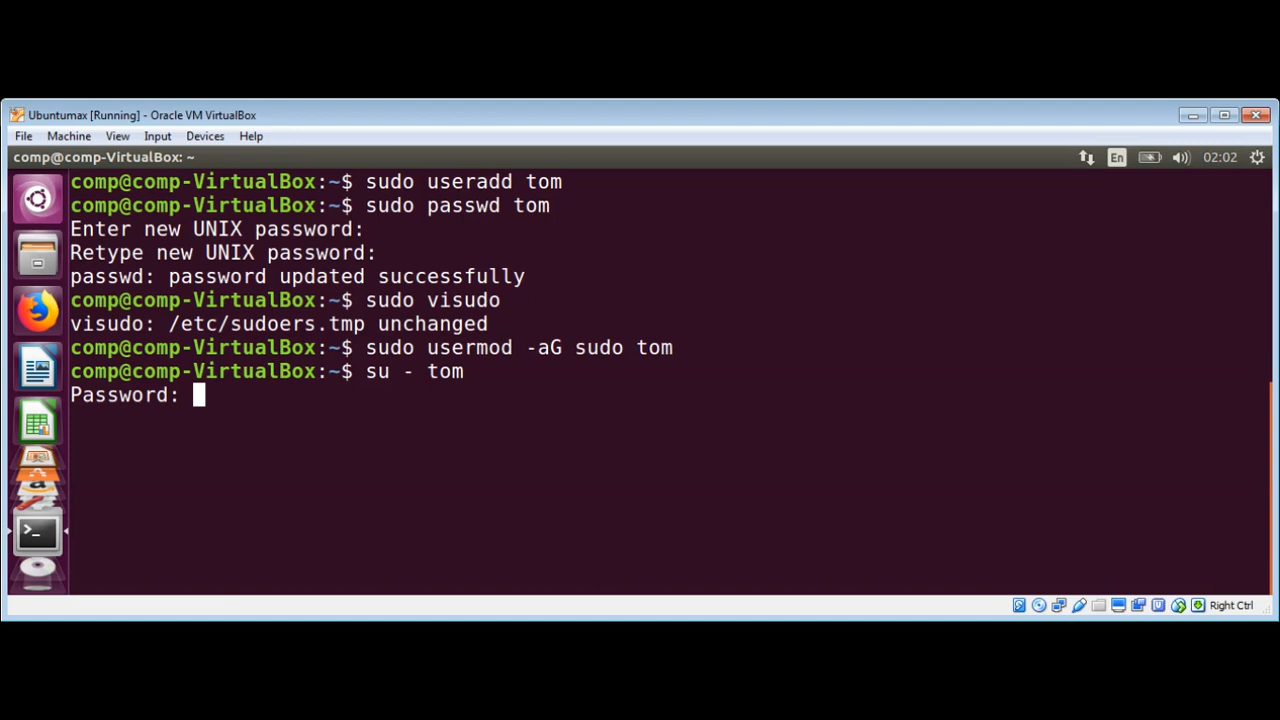 Ubuntumax [Running] - Oracle VM VirtualBox
File Machine View Input Devices Help
comp@comp-VirtualBox: ~ En 02:02
comp@comp-VirtualBox:~$ sudo useradd tom
comp@comp-VirtualBox:~$ sudo passwd tom
Enter new UNIX password:
Retype new UNIX password:
passwd: password updated successfully
comp@comp-VirtualBox:~$ sudo visudo
visudo: /etc/sudoers.tmp unchanged
comp@comp-VirtualBox:~$ sudo usermod -aG sudo tom
comp@comp-VirtualBox:~$ su - tom
Password:
Right Ctrl